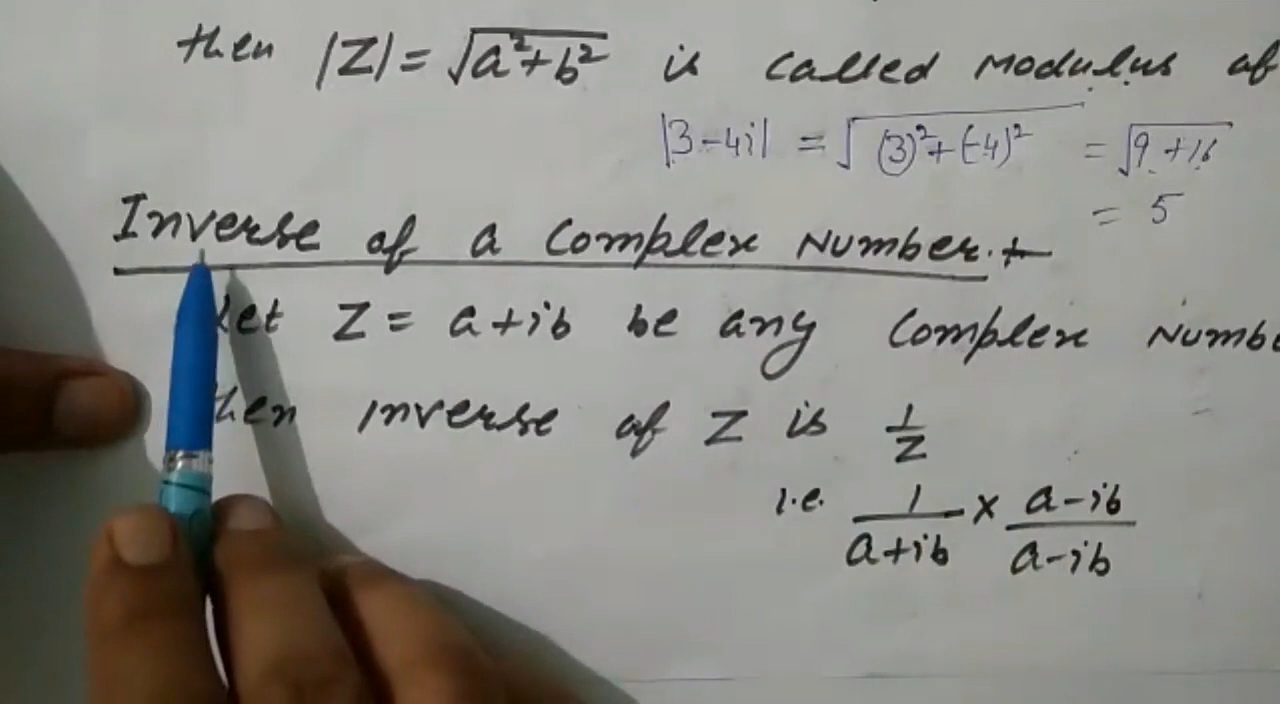 then |Z| = √a²+b² is called Modulus of
|3-4i| = √(3)²+(-4)² = √9+16
= 5
Inverse of a Complex Number:-
Let Z = a+ib be any Complex Numbe
then inverse of Z is 1/Z
i.e. 1/a+ib × a-ib/a-ib